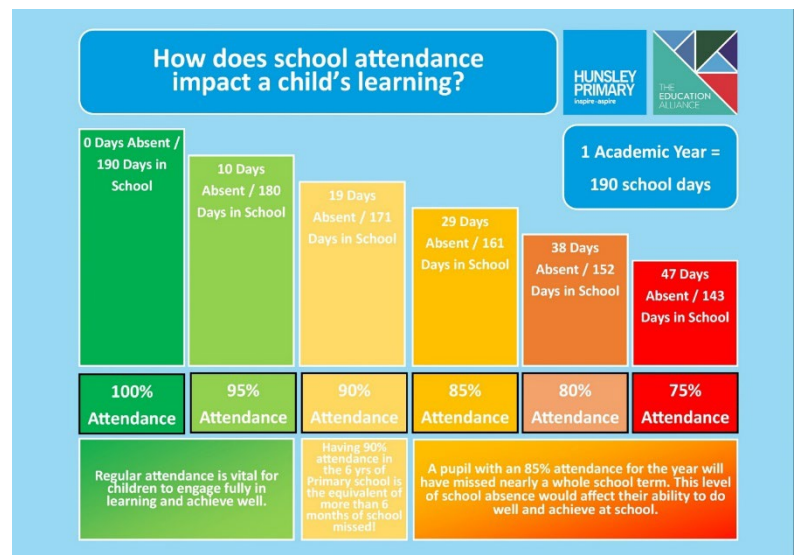 How does school attendance
impact a child's learning?
HUNSLEY
PRIMARY
inspire · aspire
THE
EDUCATION
ALLIANCE
1 Academic Year =
190 school days
0 Days Absent /
190 Days in
School
10 Days
Absent / 180
Days in School
19 Days
Absent / 171
Days in School
29 Days
Absent / 161
Days in School
38 Days
Absent / 152
Days in School
47 Days
Absent / 143
Days in School
100%
Attendance
95%
Attendance
90%
Attendance
85%
Attendance
80%
Attendance
75%
Attendance
Regular attendance is vital for
children to engage fully in
learning and achieve well.
Having 90%
attendance in
the 6 yrs of
Primary school is
the equivalent of
more than 6
months of school
missed!
A pupil with an 85% attendance for the year will
have missed nearly a whole school term. This level
of school absence would affect their ability to do
well and achieve at school.